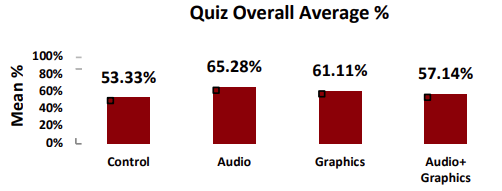 Quiz Overall Average %
Mean %
100%
80%
60%
40%
20%
0%
53.33%
65.28%
61.11%
57.14%
Control
Audio
Graphics
Audio+
Graphics